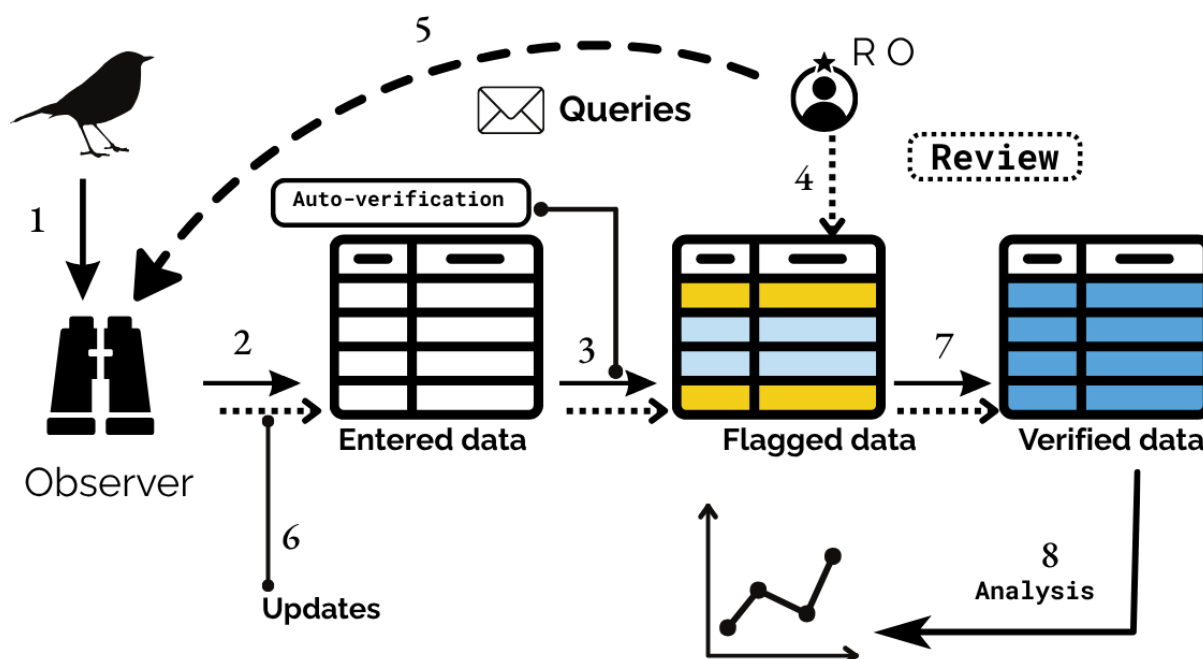 5
R O
Queries
Review
1
4
Auto-verification
2
3
7
Entered data
Flagged data
Verified data
Observer
6
Updates
8
Analysis